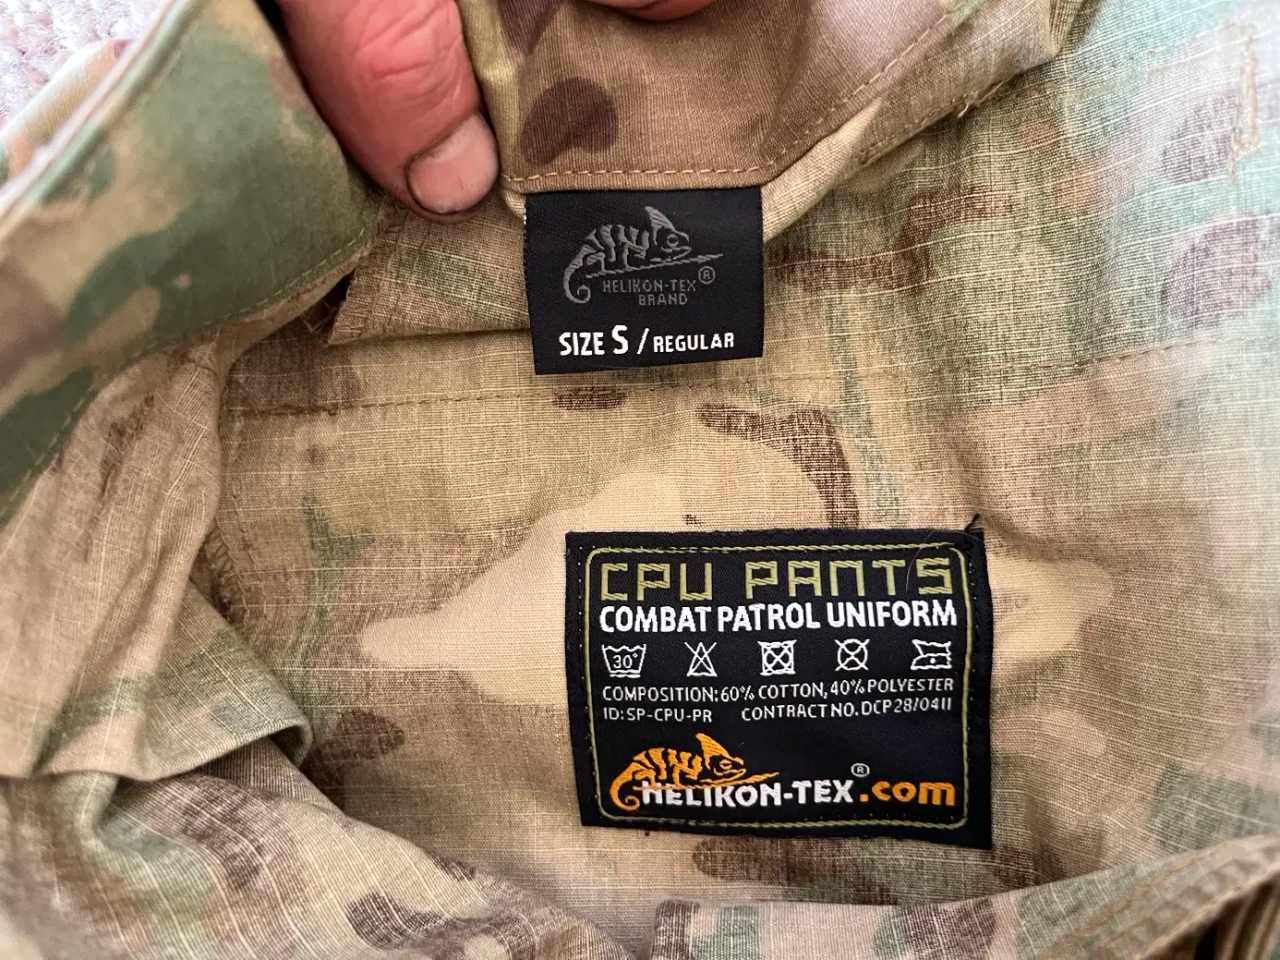 HELIKON-TEX®
BRAND
SIZE S / REGULAR
CPU PANTS
COMBAT PATROL UNIFORM
30°
COMPOSITION: 60% COTTON, 40% POLYESTER
ID: SP-CPU-PR CONTRACT NO. DCP28/0411
HELIKON-TEX®.com